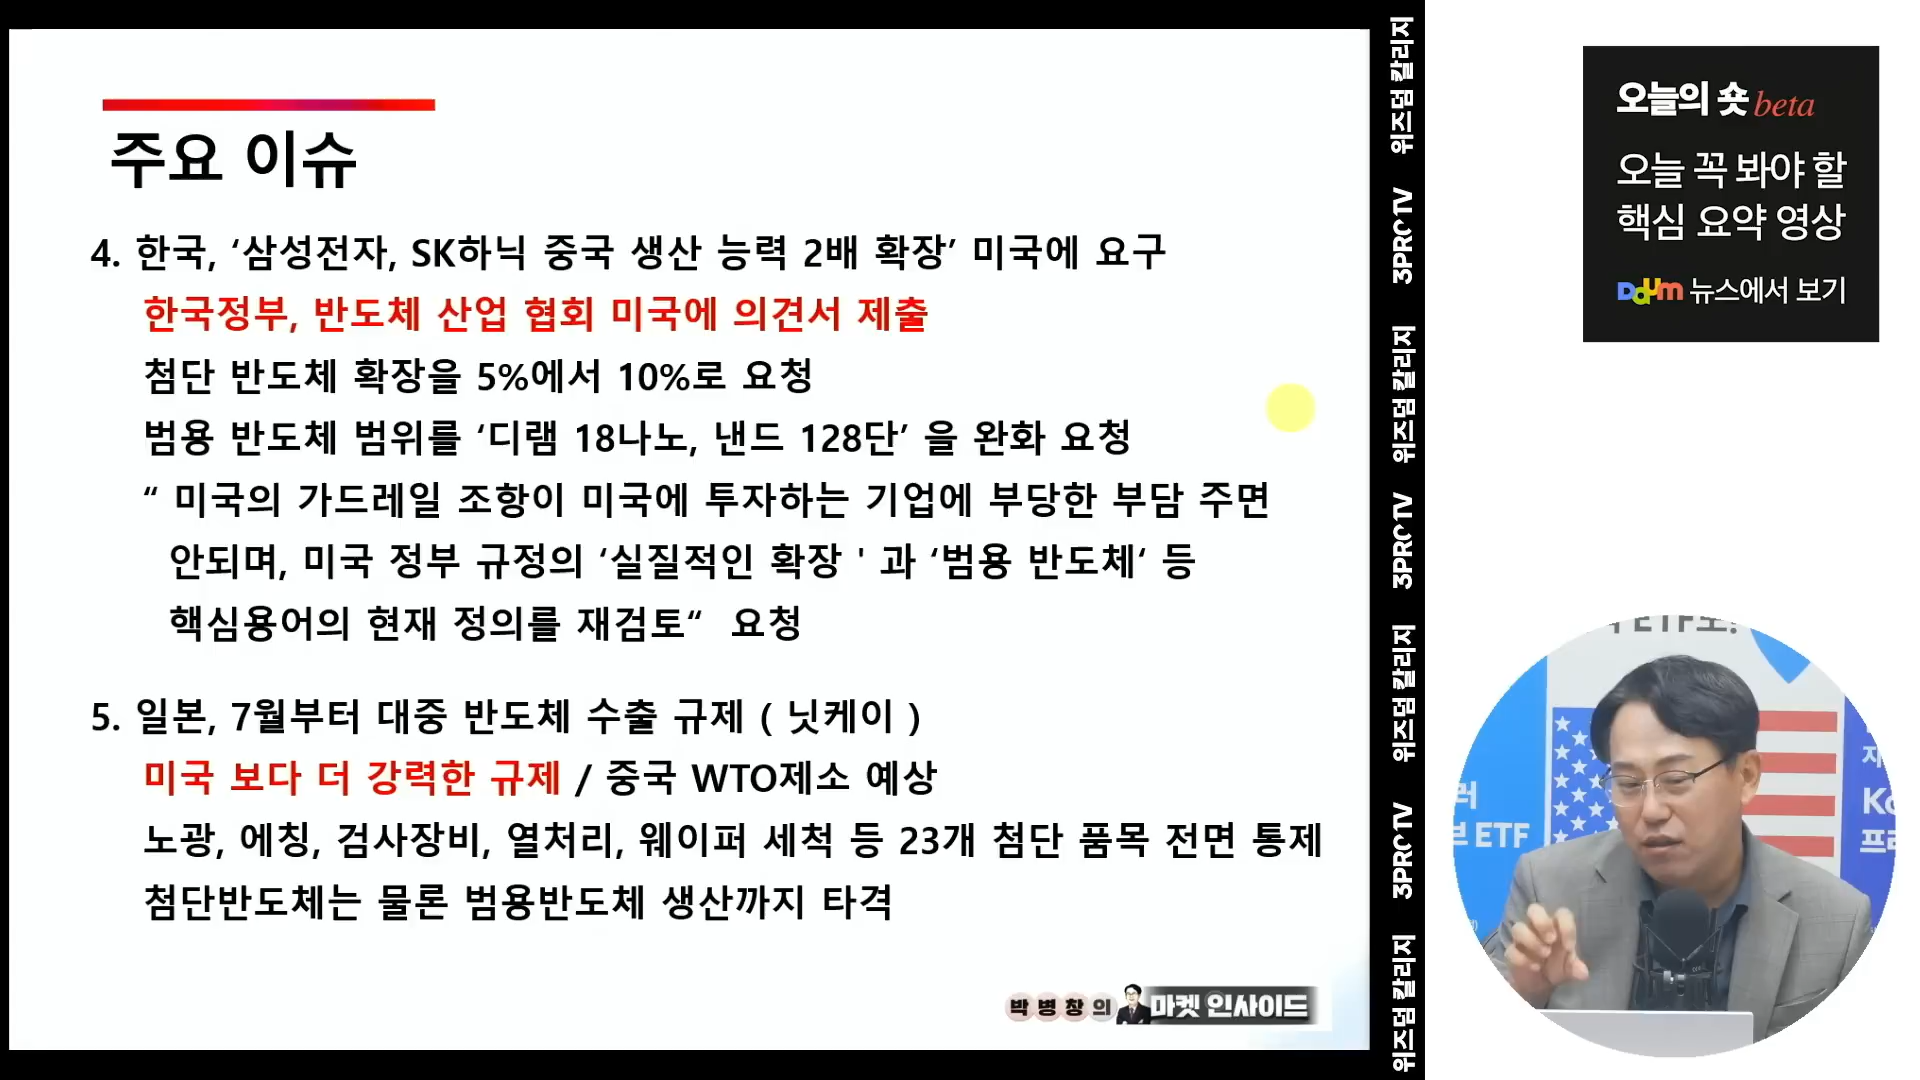 주요 이슈
4. 한국, ‘삼성전자, SK하닉 중국 생산 능력 2배 확장’ 미국에 요구
한국정부, 반도체 산업 협회 미국에 의견서 제출
첨단 반도체 확장을 5%에서 10%로 요청
범용 반도체 범위를 ‘디램 18나노, 낸드 128단’ 을 완화 요청
“ 미국의 가드레일 조항이 미국에 투자하는 기업에 부당한 부담 주면
안되며, 미국 정부 규정의 ‘실질적인 확장 ' 과 ‘범용 반도체‘ 등
핵심용어의 현재 정의를 재검토“ 요청
5. 일본, 7월부터 대중 반도체 수출 규제 ( 닛케이 )
미국 보다 더 강력한 규제 / 중국 WTO제소 예상
노광, 에칭, 검사장비, 열처리, 웨이퍼 세척 등 23개 첨단 품목 전면 통제
첨단반도체는 물론 범용반도체 생산까지 타격
박병창의 마켓 인사이드
위즈덤 칼리지
3PROTV
위즈덤 칼리지
3PROTV
위즈덤 칼리지
3PROTV
위즈덤 칼리지
오늘의 숏 beta
오늘 꼭 봐야 할
핵심 요약 영상
Daum 뉴스에서 보기
ETF로!
ETF